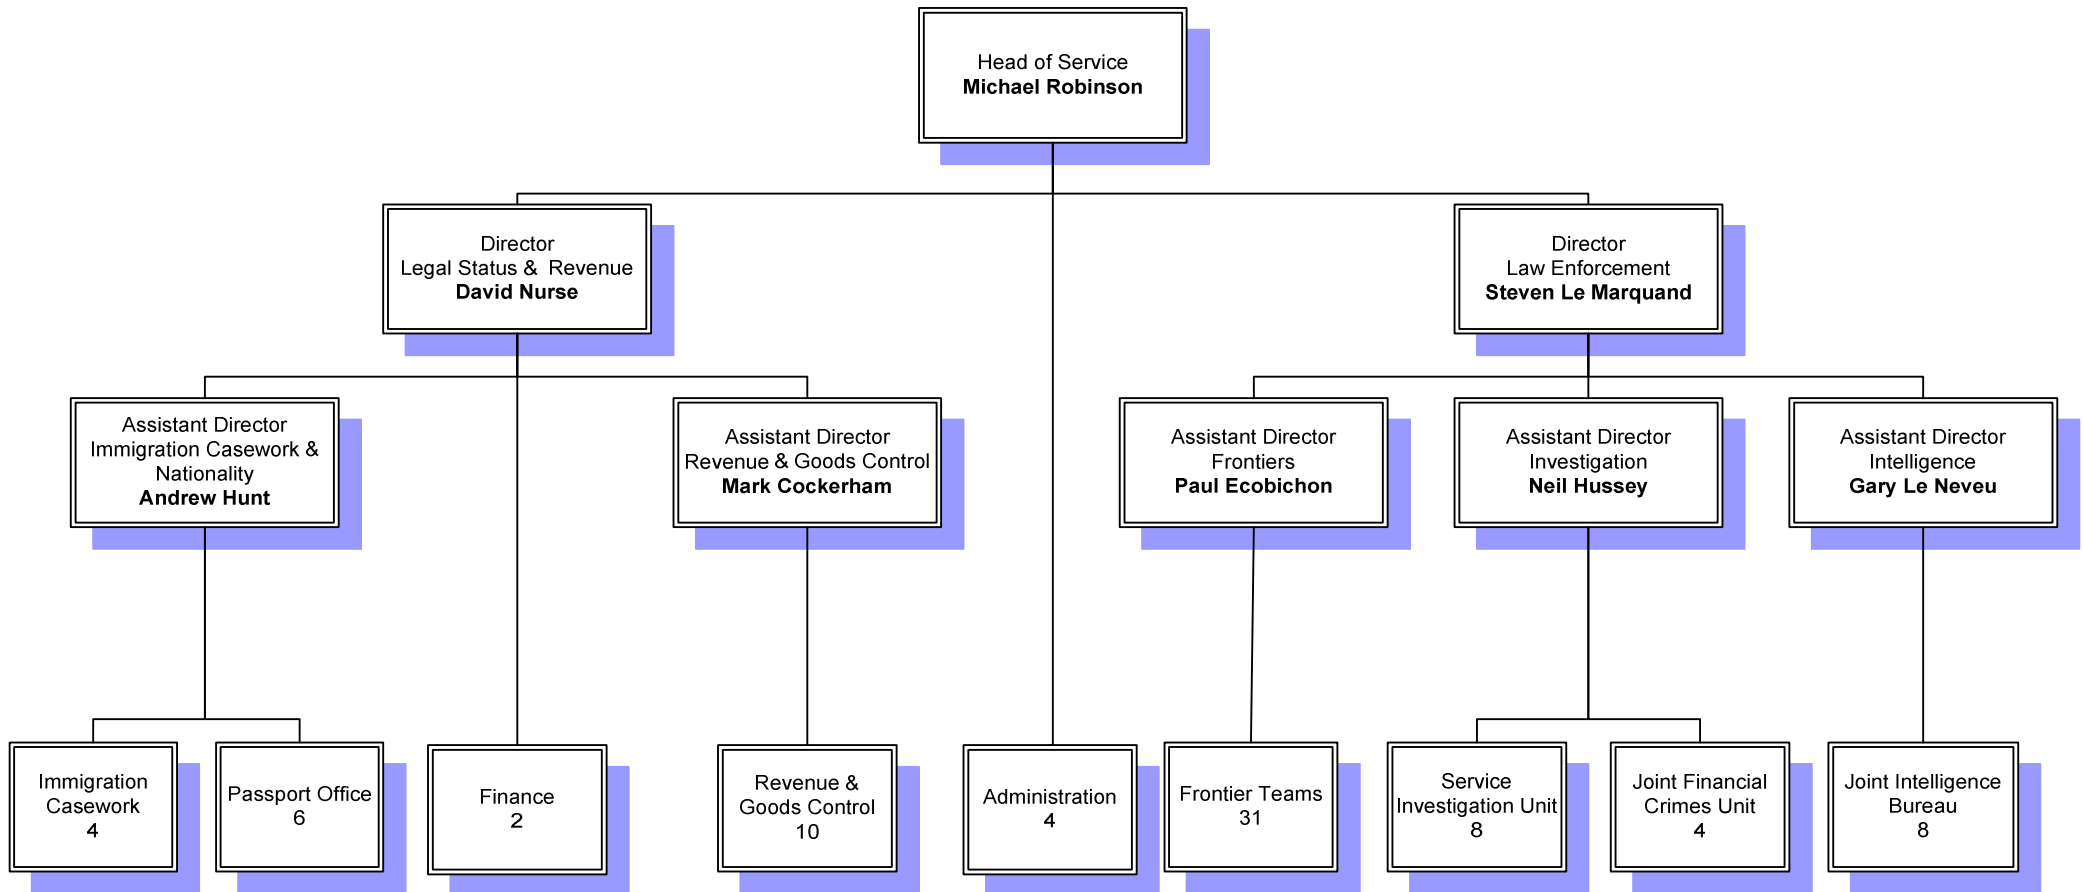 Head of Service
Michael Robinson
Director
Legal Status & Revenue
David Nurse
Director
Law Enforcement
Steven Le Marquand
Assistant Director
Immigration Casework &
Nationality
Andrew Hunt
Assistant Director
Revenue & Goods Control
Mark Cockerham
Assistant Director
Frontiers
Paul Ecobichon
Assistant Director
Investigation
Neil Hussey
Assistant Director
Intelligence
Gary Le Neveu
Immigration
Casework
4
Passport Office
6
Finance
2
Revenue &
Goods Control
10
Administration
4
Frontier Teams
31
Service
Investigation Unit
8
Joint Financial
Crimes Unit
4
Joint Intelligence
Bureau
8